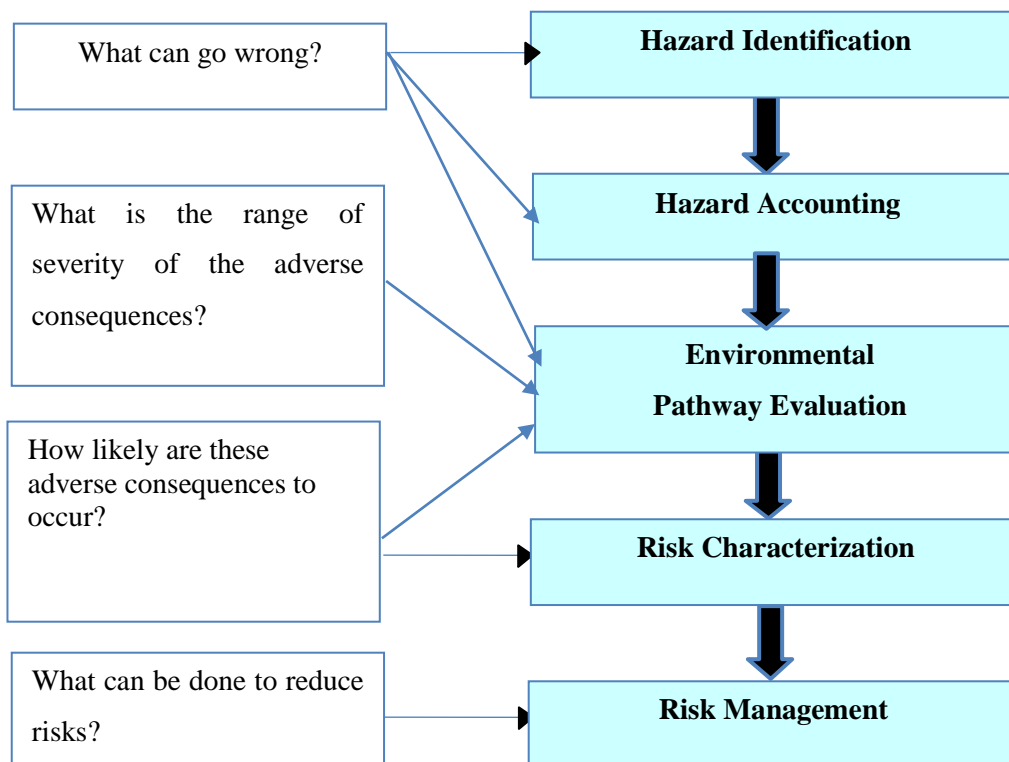 What can go wrong?
Hazard Identification
What is the range of
severity of the adverse
consequences?
Hazard Accounting
Environmental
Pathway Evaluation
How likely are these
adverse consequences to
occur?
Risk Characterization
What can be done to reduce
risks?
Risk Management